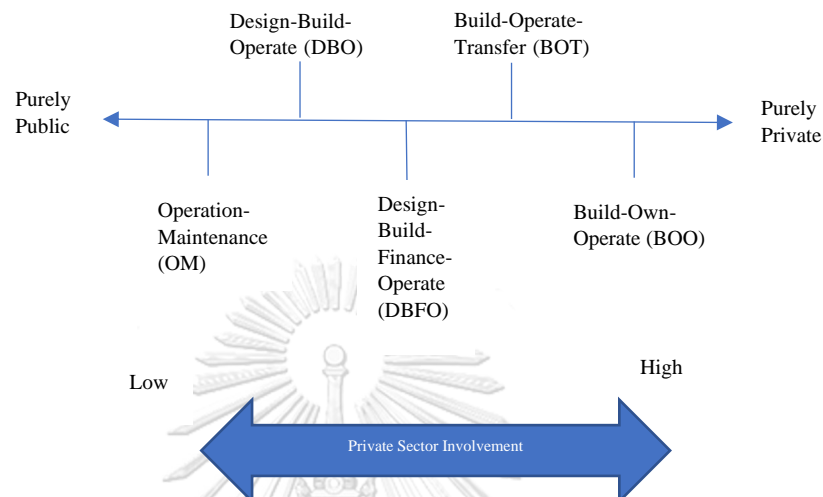 Design-Build-
Operate (DBO)
Build-Operate-
Transfer (BOT)
Purely
Public
Purely
Private
Operation-
Maintenance
(OM)
Design-
Build-
Finance-
Operate
(DBFO)
Build-Own-
Operate (BOO)
Low
High
Private Sector Involvement